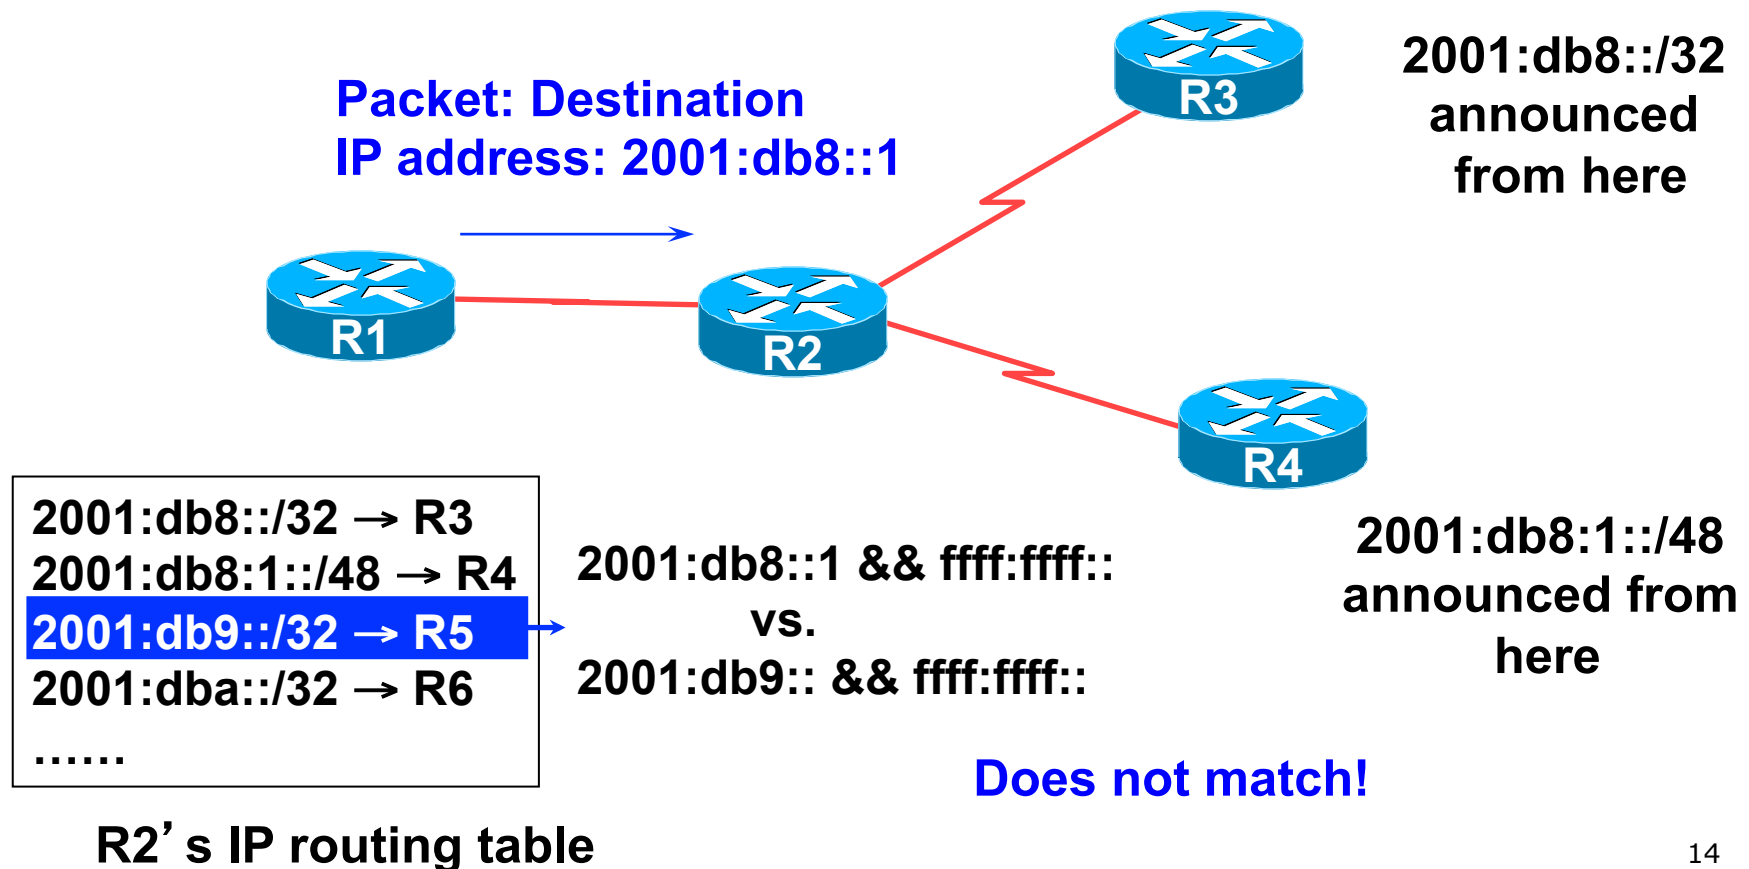 Packet: Destination
IP address: 2001:db8::1
R3
2001:db8::/32
announced
from here
R1
R2
R4
2001:db8::/32 → R3
2001:db8:1::/48 → R4
2001:db9::/32 → R5
2001:dba::/32 → R6
……
R2’s IP routing table
2001:db8::1 && ffff:ffff::
vs.
2001:db9:: && ffff:ffff::
Does not match!
2001:db8:1::/48
announced from
here
14